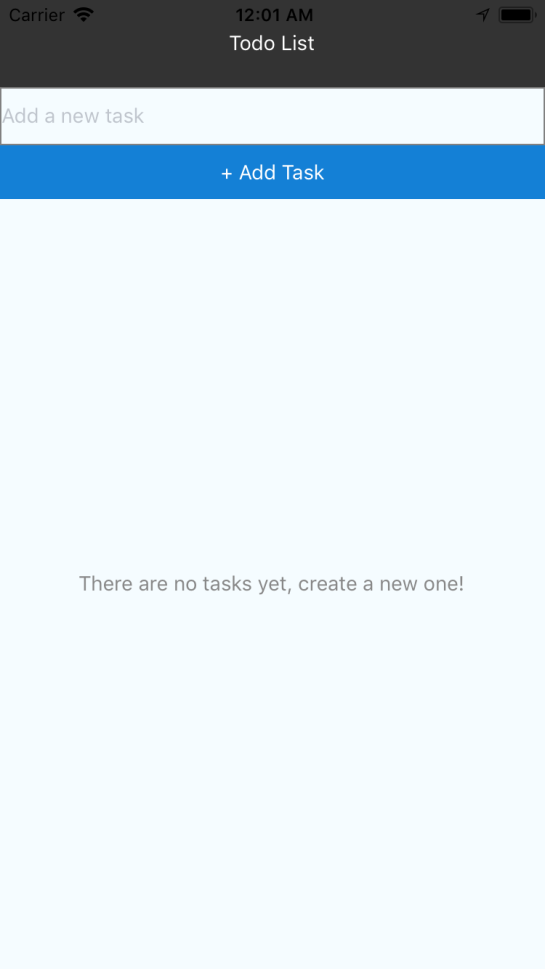 Carrier 12:01 AM
Todo List
Add a new task
+ Add Task
There are no tasks yet, create a new one!